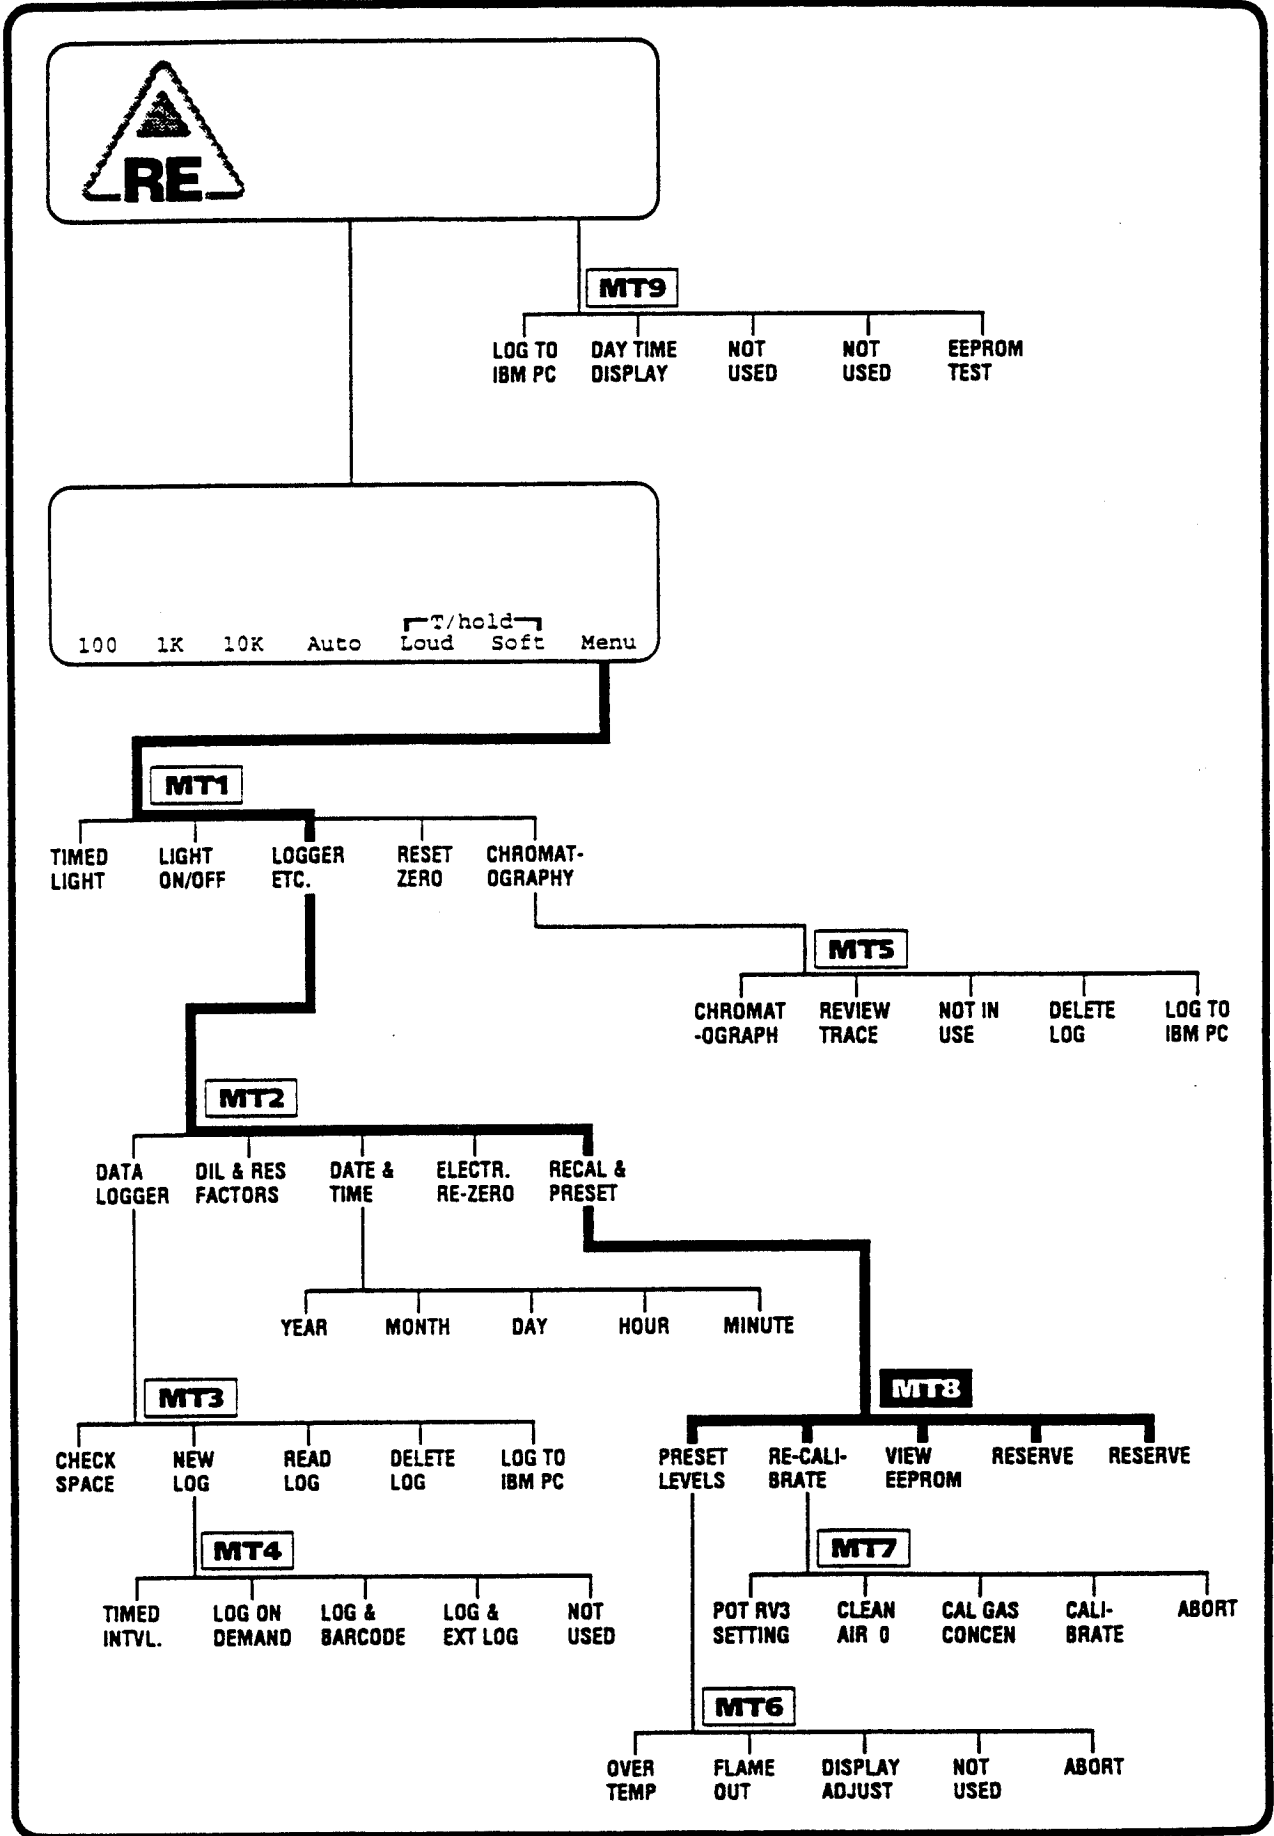 RE
MT9
LOG TO DAY TIME NOT NOT EEPROM
IBM PC DISPLAY USED USED TEST
T/hold
100 1K 10K Auto Loud Soft Menu
MT1
TIMED LIGHT LOGGER RESET CHROMAT-
LIGHT ON/OFF ETC. ZERO OGRAPHY
MT5
CHROMAT REVIEW NOT IN DELETE LOG TO
-OGRAPH TRACE USE LOG IBM PC
MT2
DATA DIL & RES DATE & ELECTR. RECAL &
LOGGER FACTORS TIME RE-ZERO PRESET
YEAR MONTH DAY HOUR MINUTE
MT8
MT3
PRESET RE-CALI- VIEW RESERVE RESERVE
LEVELS BRATE EEPROM
CHECK NEW READ DELETE LOG TO
SPACE LOG LOG LOG IBM PC
MT7
MT4
POT RV3 CLEAN CAL GAS CALI- ABORT
SETTING AIR 0 CONCEN BRATE
TIMED LOG ON LOG & LOG & NOT
INTVL. DEMAND BARCODE EXT LOG USED
MT6
OVER FLAME DISPLAY NOT ABORT
TEMP OUT ADJUST USED